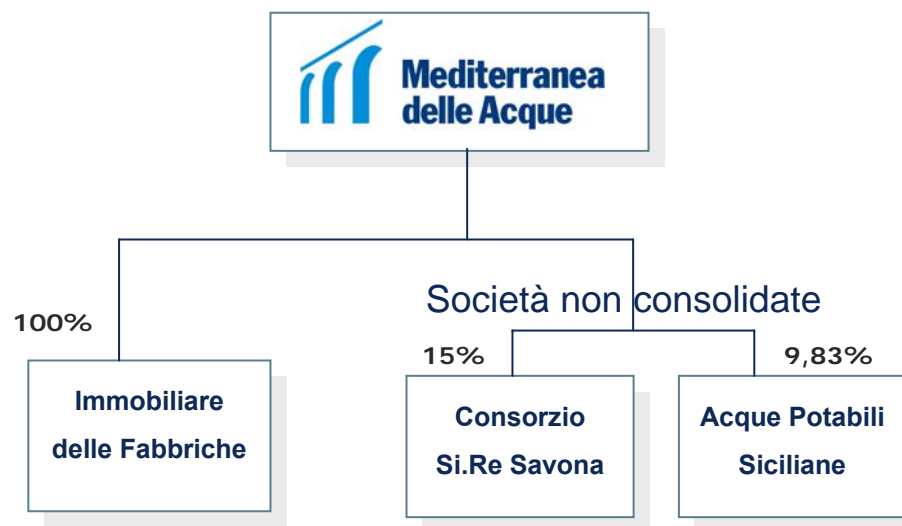 Mediterranea
delle Acque
Società non consolidate
100%
15%
9,83%
Immobiliare
delle Fabbriche
Consorzio
Si.Re Savona
Acque Potabili
Siciliane